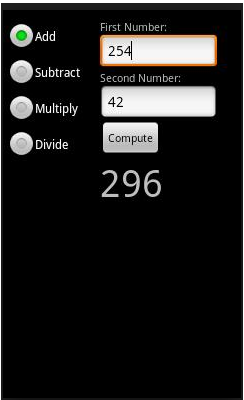 Add
Subtract
Multiply
Divide
First Number:
254
Second Number:
42
Compute
296